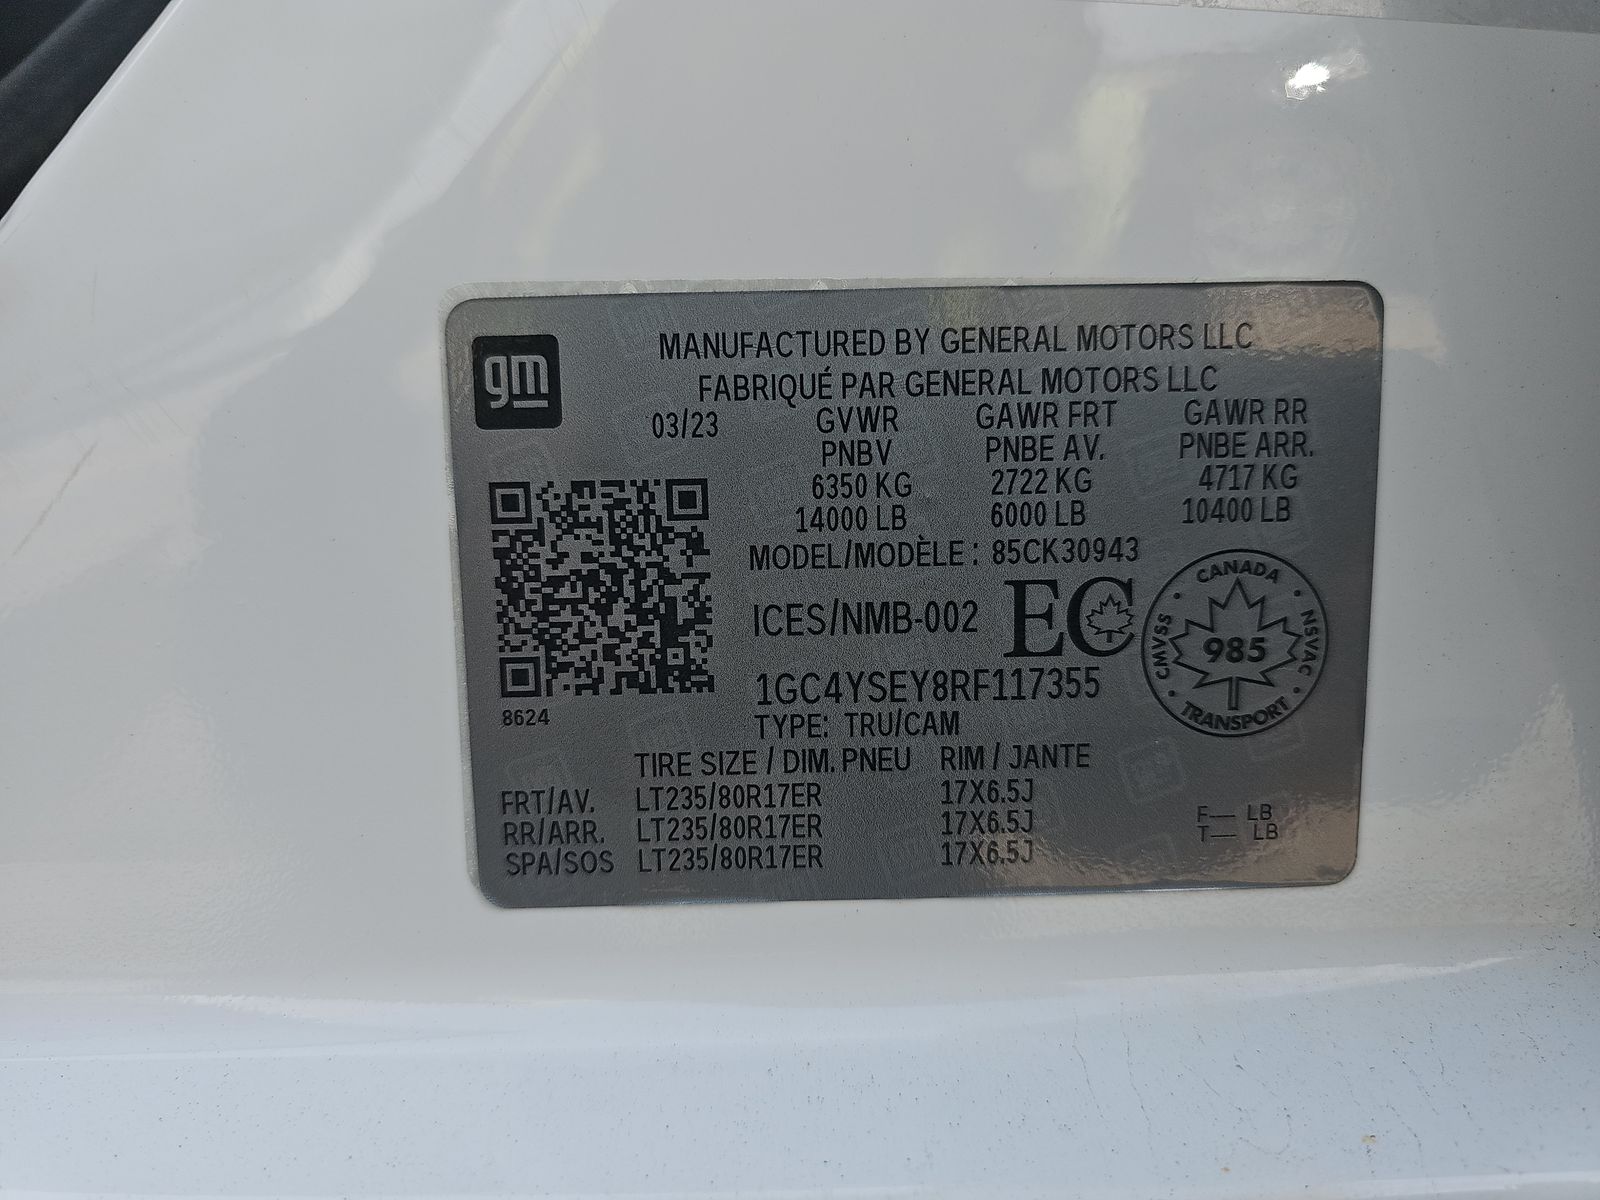 gm
MANUFACTURED BY GENERAL MOTORS LLC
FABRIQUÉ PAR GENERAL MOTORS LLC
03/23 GVWR GAWR FRT GAWR RR
PNBV PNBE AV. PNBE ARR.
6350 KG 2722 KG 4717 KG
14000 LB 6000 LB 10400 LB
MODEL/MODÈLE : 85CK30943
ICES/NMB-002 EC
CANADA
CMVSS 985 NSVAC
TRANSPORT
1GC4YSEY8RF117355
8624
TYPE: TRU/CAM
TIRE SIZE / DIM. PNEU RIM / JANTE
FRT/AV. LT235/80R17ER 17X6.5J
RR/ARR. LT235/80R17ER 17X6.5J
SPA/SOS LT235/80R17ER 17X6.5J
F— LB
T— LB